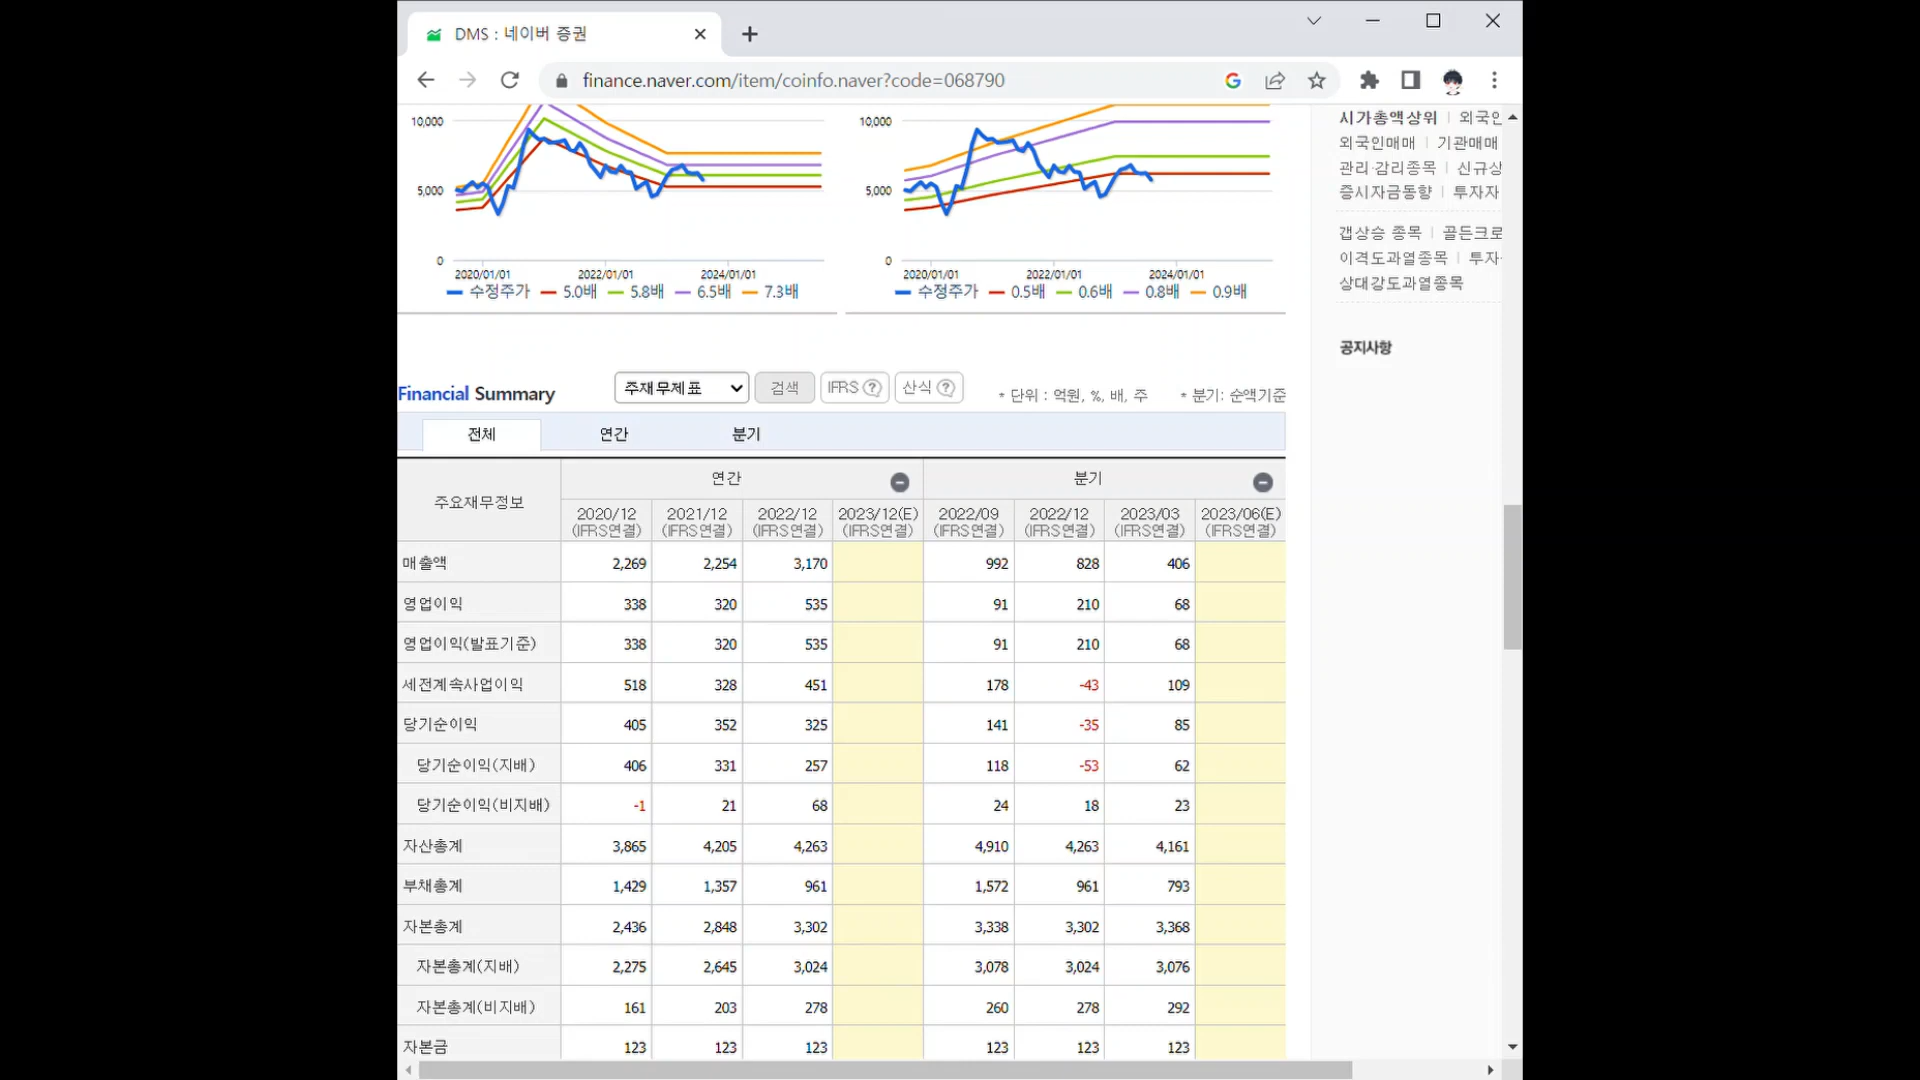 DMS : 네이버 증권
finance.naver.com/item/coinfo.naver?code=068790
10,000
5,000
0
2020/01/01 2022/01/01 2024/01/01
수정주가 5.0배 5.8배 6.5배 7.3배
10,000
5,000
0
2020/01/01 2022/01/01 2024/01/01
수정주가 0.5배 0.6배 0.8배 0.9배
시가총액상위 외국인
외국인매매 기관매매
관리·감리종목 신규상
증시자금동향 투자자
갭상승 종목 골든크로
이격도과열종목 투자
상대강도과열종목
공지사항
Financial Summary 주재무제표 검색 IFRS ? 산식 ? * 단위 : 억원, %, 배, 주 * 분기: 순액기준
전체 연간 분기
주요재무정보 연간 분기
2020/12 2021/12 2022/12 2023/12(E) 2022/09 2022/12 2023/03 2023/06(E)
(IFRS연결) (IFRS연결) (IFRS연결) (IFRS연결) (IFRS연결) (IFRS연결) (IFRS연결) (IFRS연결)
매출액 2,269 2,254 3,170 992 828 406
영업이익 338 320 535 91 210 68
영업이익(발표기준) 338 320 535 91 210 68
세전계속사업이익 518 328 451 178 -43 109
당기순이익 405 352 325 141 -35 85
당기순이익(지배) 406 331 257 118 -53 62
당기순이익(비지배) -1 21 68 24 18 23
자산총계 3,865 4,205 4,263 4,910 4,263 4,161
부채총계 1,429 1,357 961 1,572 961 793
자본총계 2,436 2,848 3,302 3,338 3,302 3,368
자본총계(지배) 2,275 2,645 3,024 3,078 3,024 3,076
자본총계(비지배) 161 203 278 260 278 292
자본금 123 123 123 123 123 123